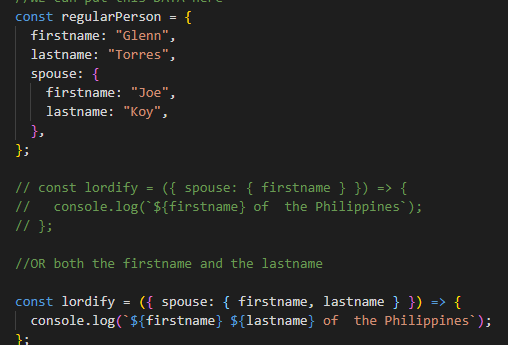 //we can put this DATA here
const regularPerson = {
  firstname: "Glenn",
  lastname: "Torres",
  spouse: {
    firstname: "Joe",
    lastname: "Koy",
  },
};
// const lordify = ({ spouse: { firstname } }) => {
//   console.log(`${firstname} of  the Philippines`);
// };
//OR both the firstname and the lastname
const lordify = ({ spouse: { firstname, lastname } }) => {
  console.log(`${firstname} ${lastname} of  the Philippines`);
};